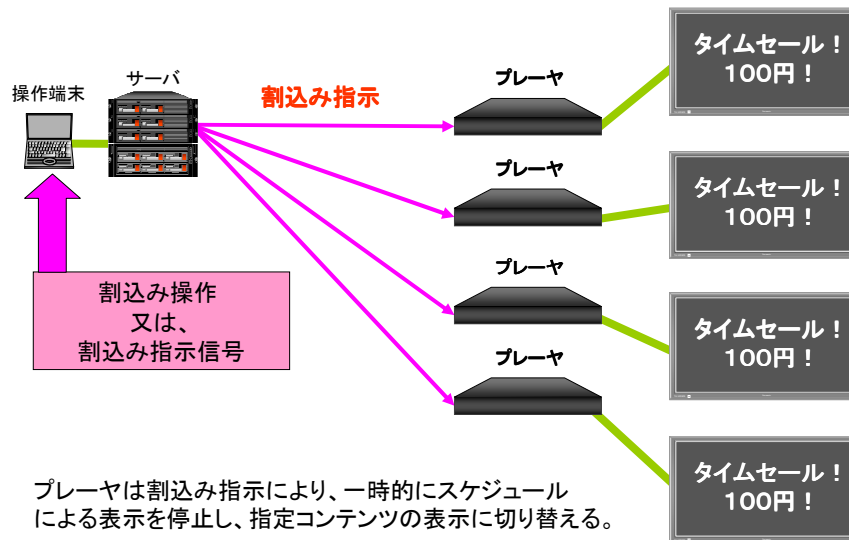 操作端末
サーバ
割込み指示
プレーヤ
タイムセール！
１００円！
プレーヤ
タイムセール！
１００円！
プレーヤ
タイムセール！
１００円！
プレーヤ
タイムセール！
１００円！
割込み操作
又は、
割込み指示信号
プレーヤは割込み指示により、一時的にスケジュール
による表示を停止し、指定コンテンツの表示に切り替える。